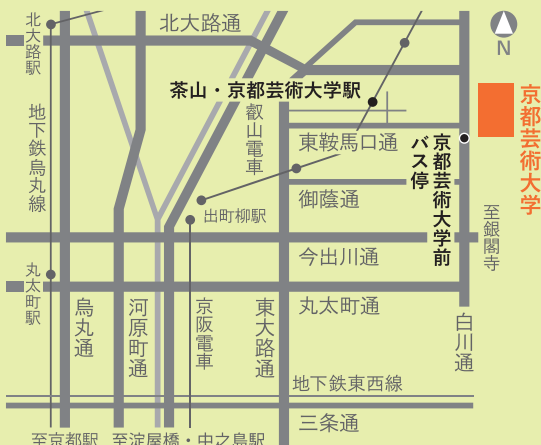 北大路駅
北大路通
N
茶山・京都芸術大学駅
京都芸術大学
地下鉄烏丸線
叡山電車
東鞍馬口通
京都芸術大学前
バス停
御蔭通
出町柳駅
至銀閣寺
今出川通
丸太町駅
丸太町通
烏丸通
河原町通
京阪電車
東大路通
白川通
地下鉄東西線
三条通
至京都駅
至淀屋橋・中之島駅